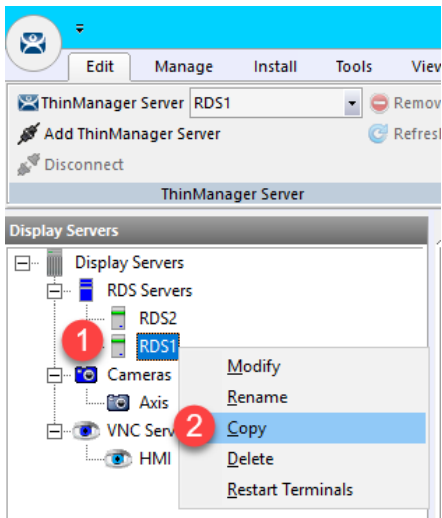 Edit Manage Install Tools View
ThinManager Server RDS1 Remov
Add ThinManager Server Refresh
Disconnect
ThinManager Server
Display Servers
Display Servers
RDS Servers
RDS2
1 RDS1
Modify
Cameras
Rename
Axis
2 Copy
VNC Serv
HMI
Delete
Restart Terminals